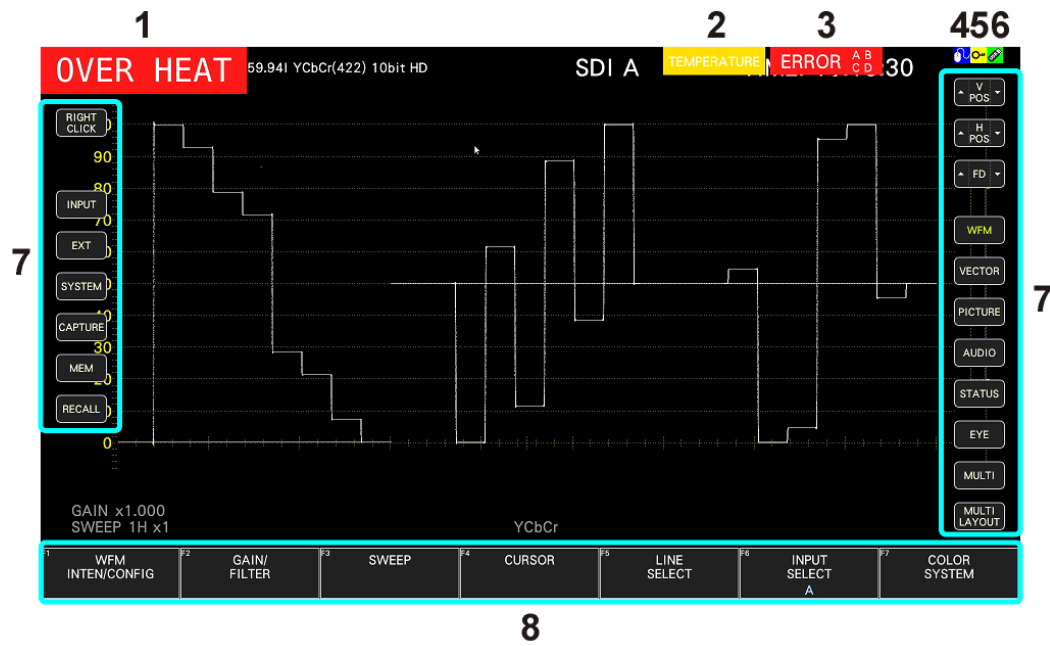 1
2
3
456
OVER HEAT
59.94I YCbCr(422) 10bit HD
SDI A
TEMPERATURE
ERROR
A B
C D
:30
RIGHT
CLICK
90
80
INPUT
70
EXT
SYSTEM
CAPTURE
30
MEM
RECALL
0
7
V
POS
H
POS
FD
WFM
VECTOR
PICTURE
AUDIO
STATUS
EYE
MULTI
MULTI
LAYOUT
7
GAIN x1.000
SWEEP 1H x1
YCbCr
F1 WFM
INTEN/CONFIG
F2 GAIN/
FILTER
F3 SWEEP
F4 CURSOR
F5 LINE
SELECT
F6 INPUT
SELECT
A
F7 COLOR
SYSTEM
8